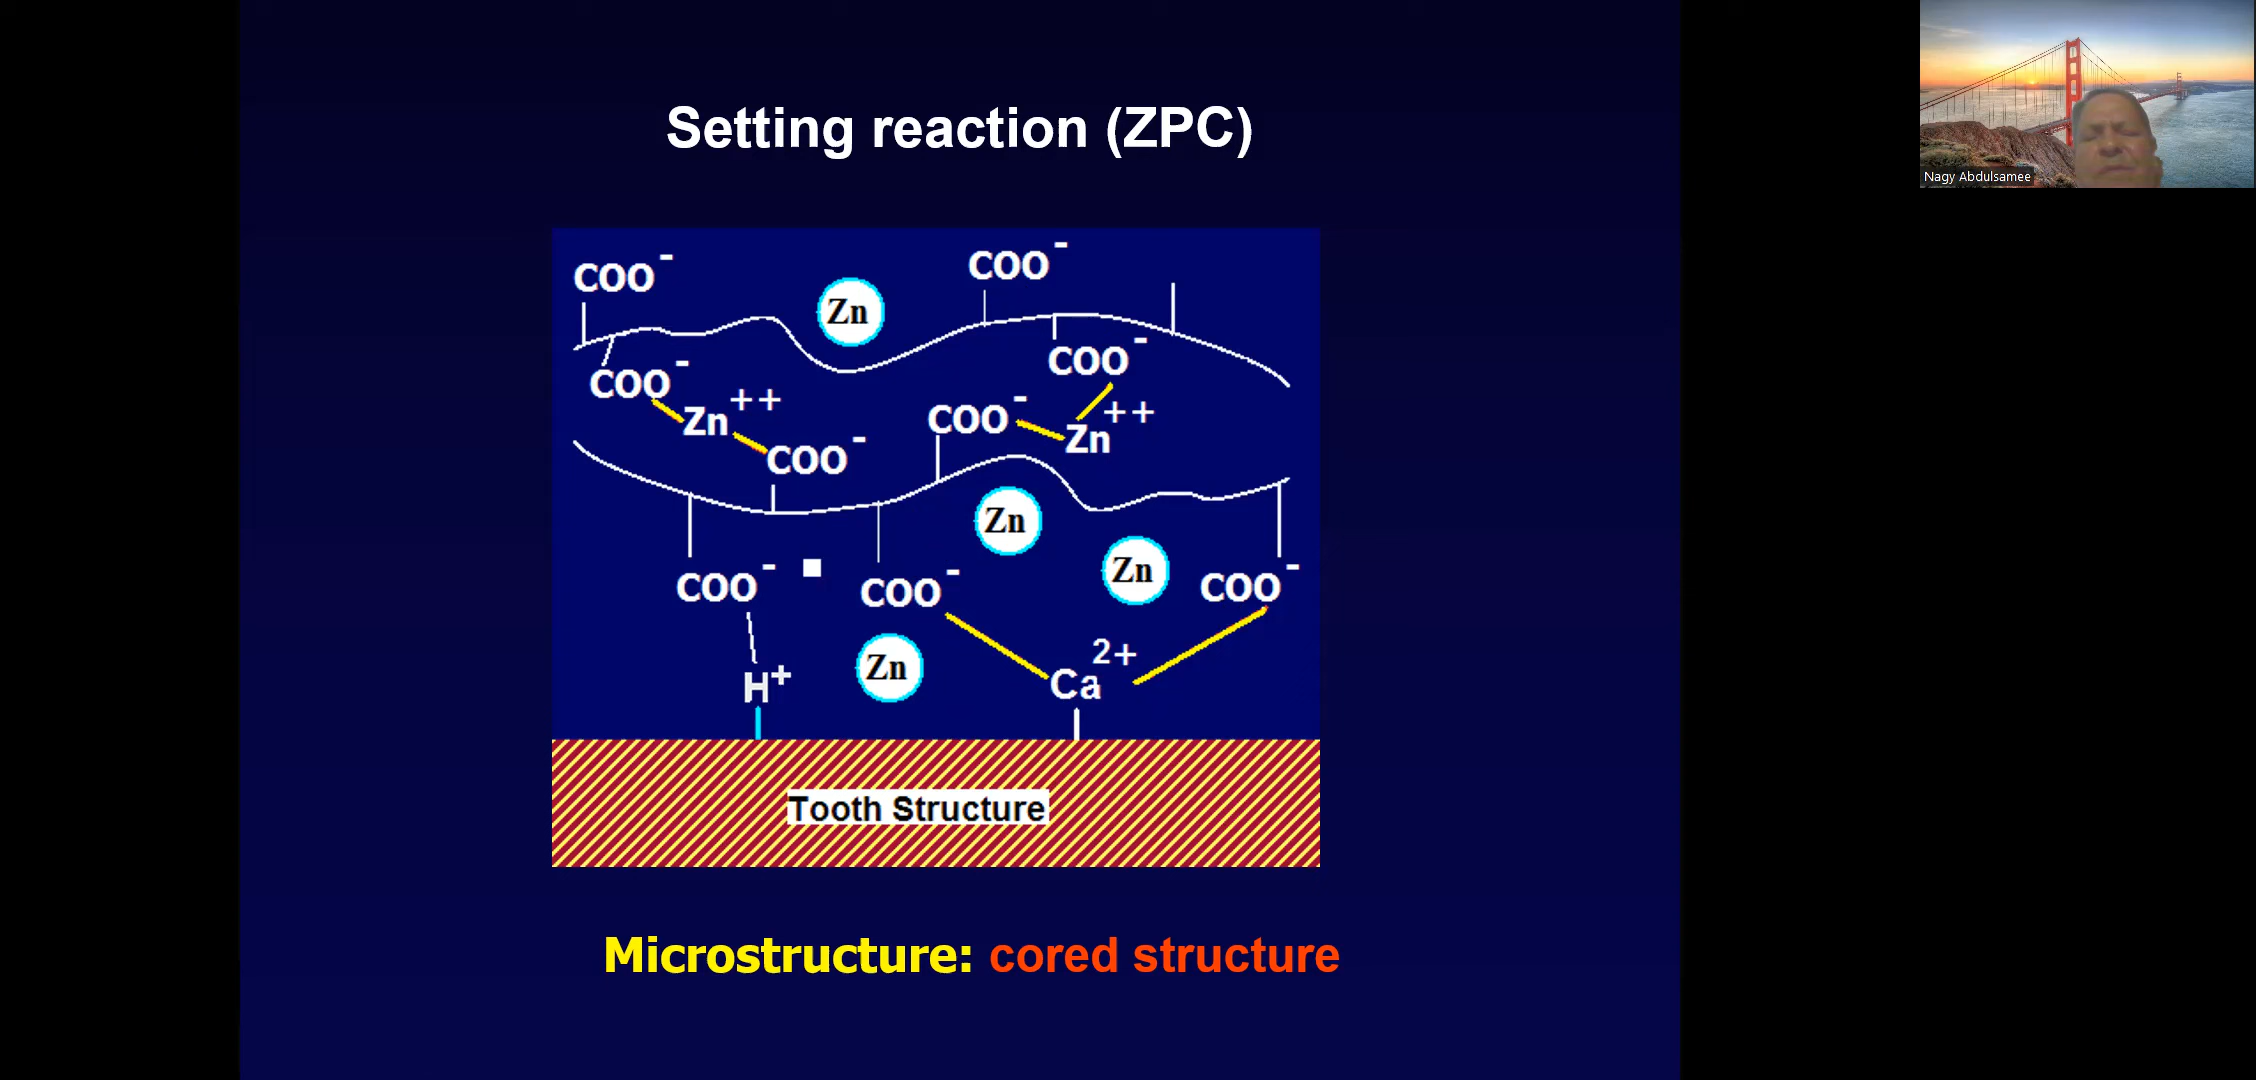 Setting reaction (ZPC)
COO-
COO-
Zn
COO-
COO-
Zn++
COO-
COO-
Zn++
Zn
Zn
COO-
COO-
COO-
Zn
H+
Ca2+
Tooth Structure
Microstructure: cored structure
Nagy Abdulsamee